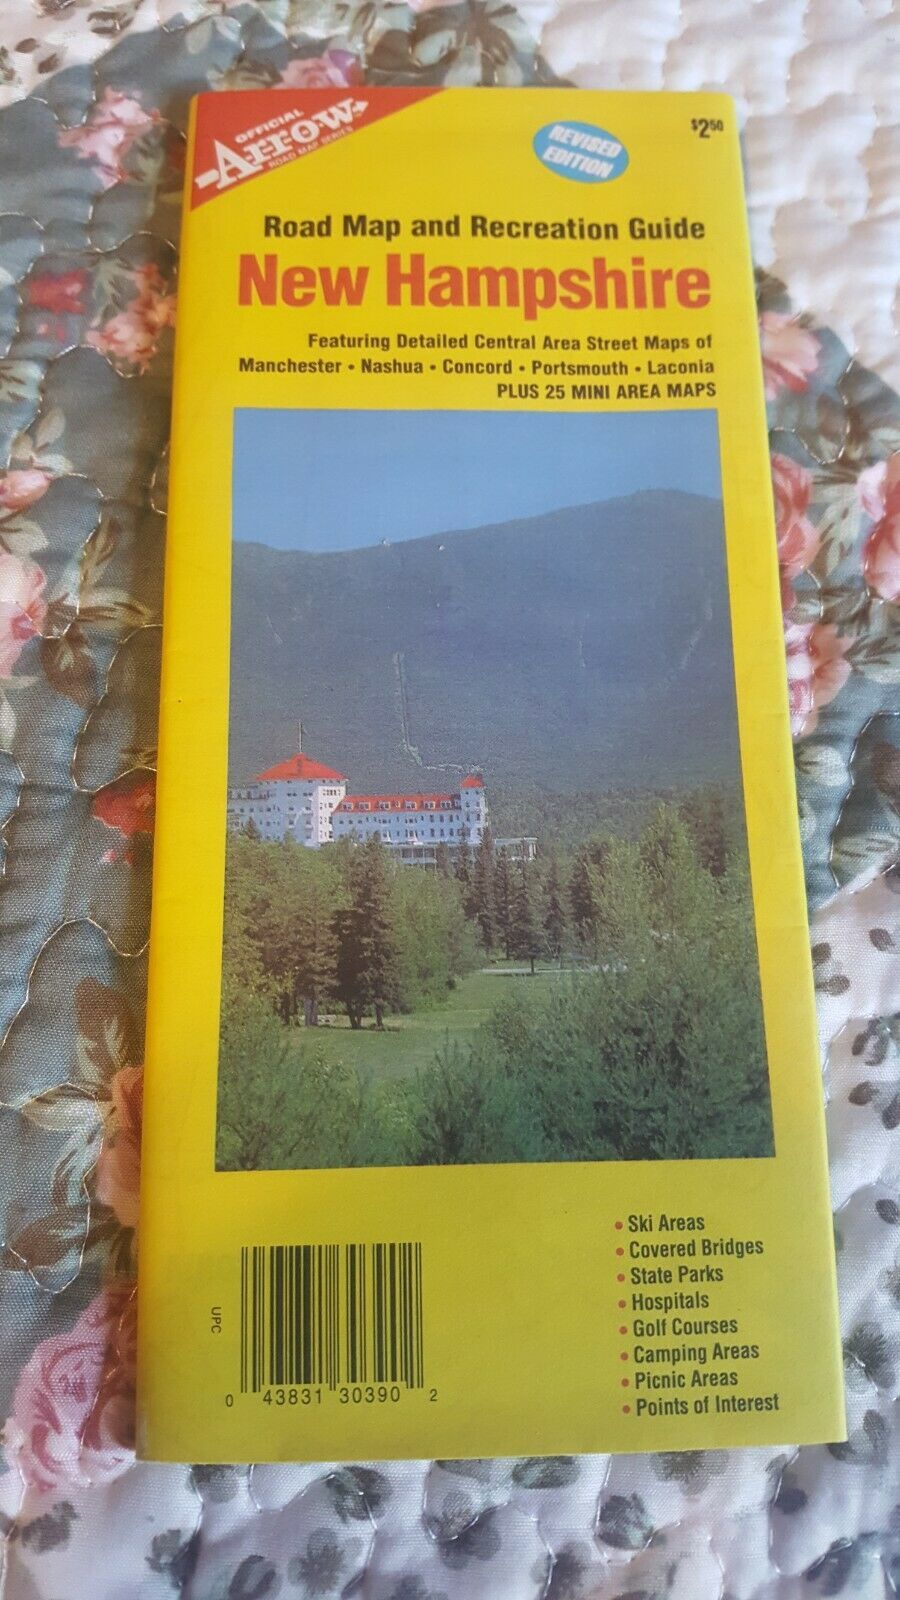 OFFICIAL
Arrow
ROAD MAP SERIES
REVISED
EDITION
$2.50
Road Map and Recreation Guide
New Hampshire
Featuring Detailed Central Area Street Maps of
Manchester • Nashua • Concord • Portsmouth • Laconia
PLUS 25 MINI AREA MAPS
• Ski Areas
• Covered Bridges
• State Parks
• Hospitals
• Golf Courses
• Camping Areas
• Picnic Areas
• Points of Interest
UPC
0 43831 30390 2